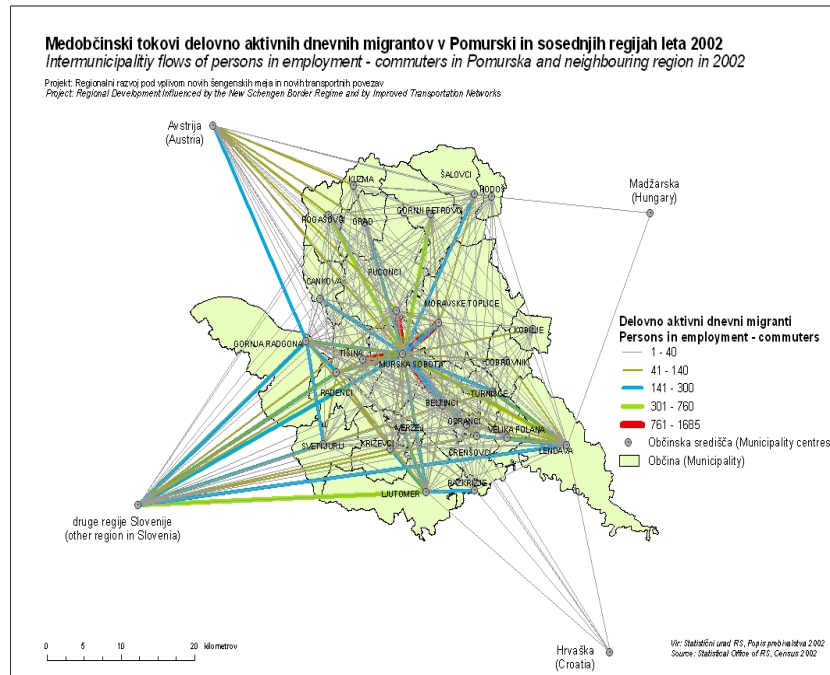 Medobčinski tokovi delovno aktivnih dnevnih migrantov v Pomurski in sosednjih regijah leta 2002
Intermunicipalitiy flows of persons in employment - commuters in Pomurska and neighbouring region in 2002
Projekt: Regionalni razvoj pod vplivom novih šengenskih meja in novih transportnih povezav
Project: Regional Development Influenced by the New Schengen Border Regime and by Improved Transportation Networks
Avstrija
(Austria)
KUZMA
ŠALOVCI
HODOŠ
Madžarska
(Hungary)
ROGAŠOVCI
GRAD
GORNJI PETROVCI
PUCONCI
CANKOVA
MORAVSKE TOPLICE
KOBILJE
GORNJA RADGONA
TIŠINA
MURSKA SOBOTA
DOBROVNIK
RADENCI
TURNIŠČE
BELTINCI
ODRANCI
VERŽEJ
VELIKA POLANA
SVETI JURIJ
KRIŽEVCI
ČRENŠOVCI
LENDAVA
LJUTOMER
RAZKRIŽJE
Delovno aktivni dnevni migranti
Persons in employment - commuters
1 - 40
41 - 140
141 - 300
301 - 760
761 - 1685
Občinska središča (Municipality centres
Občina (Municipality)
druge regije Slovenije
(other region in Slovenia)
Hrvaška
(Croatia)
0 5 10 20 kilometrov
Vir: Statistični urad RS, Popis prebivalstva 2002
Source: Statistical Office of RS, Census 2002